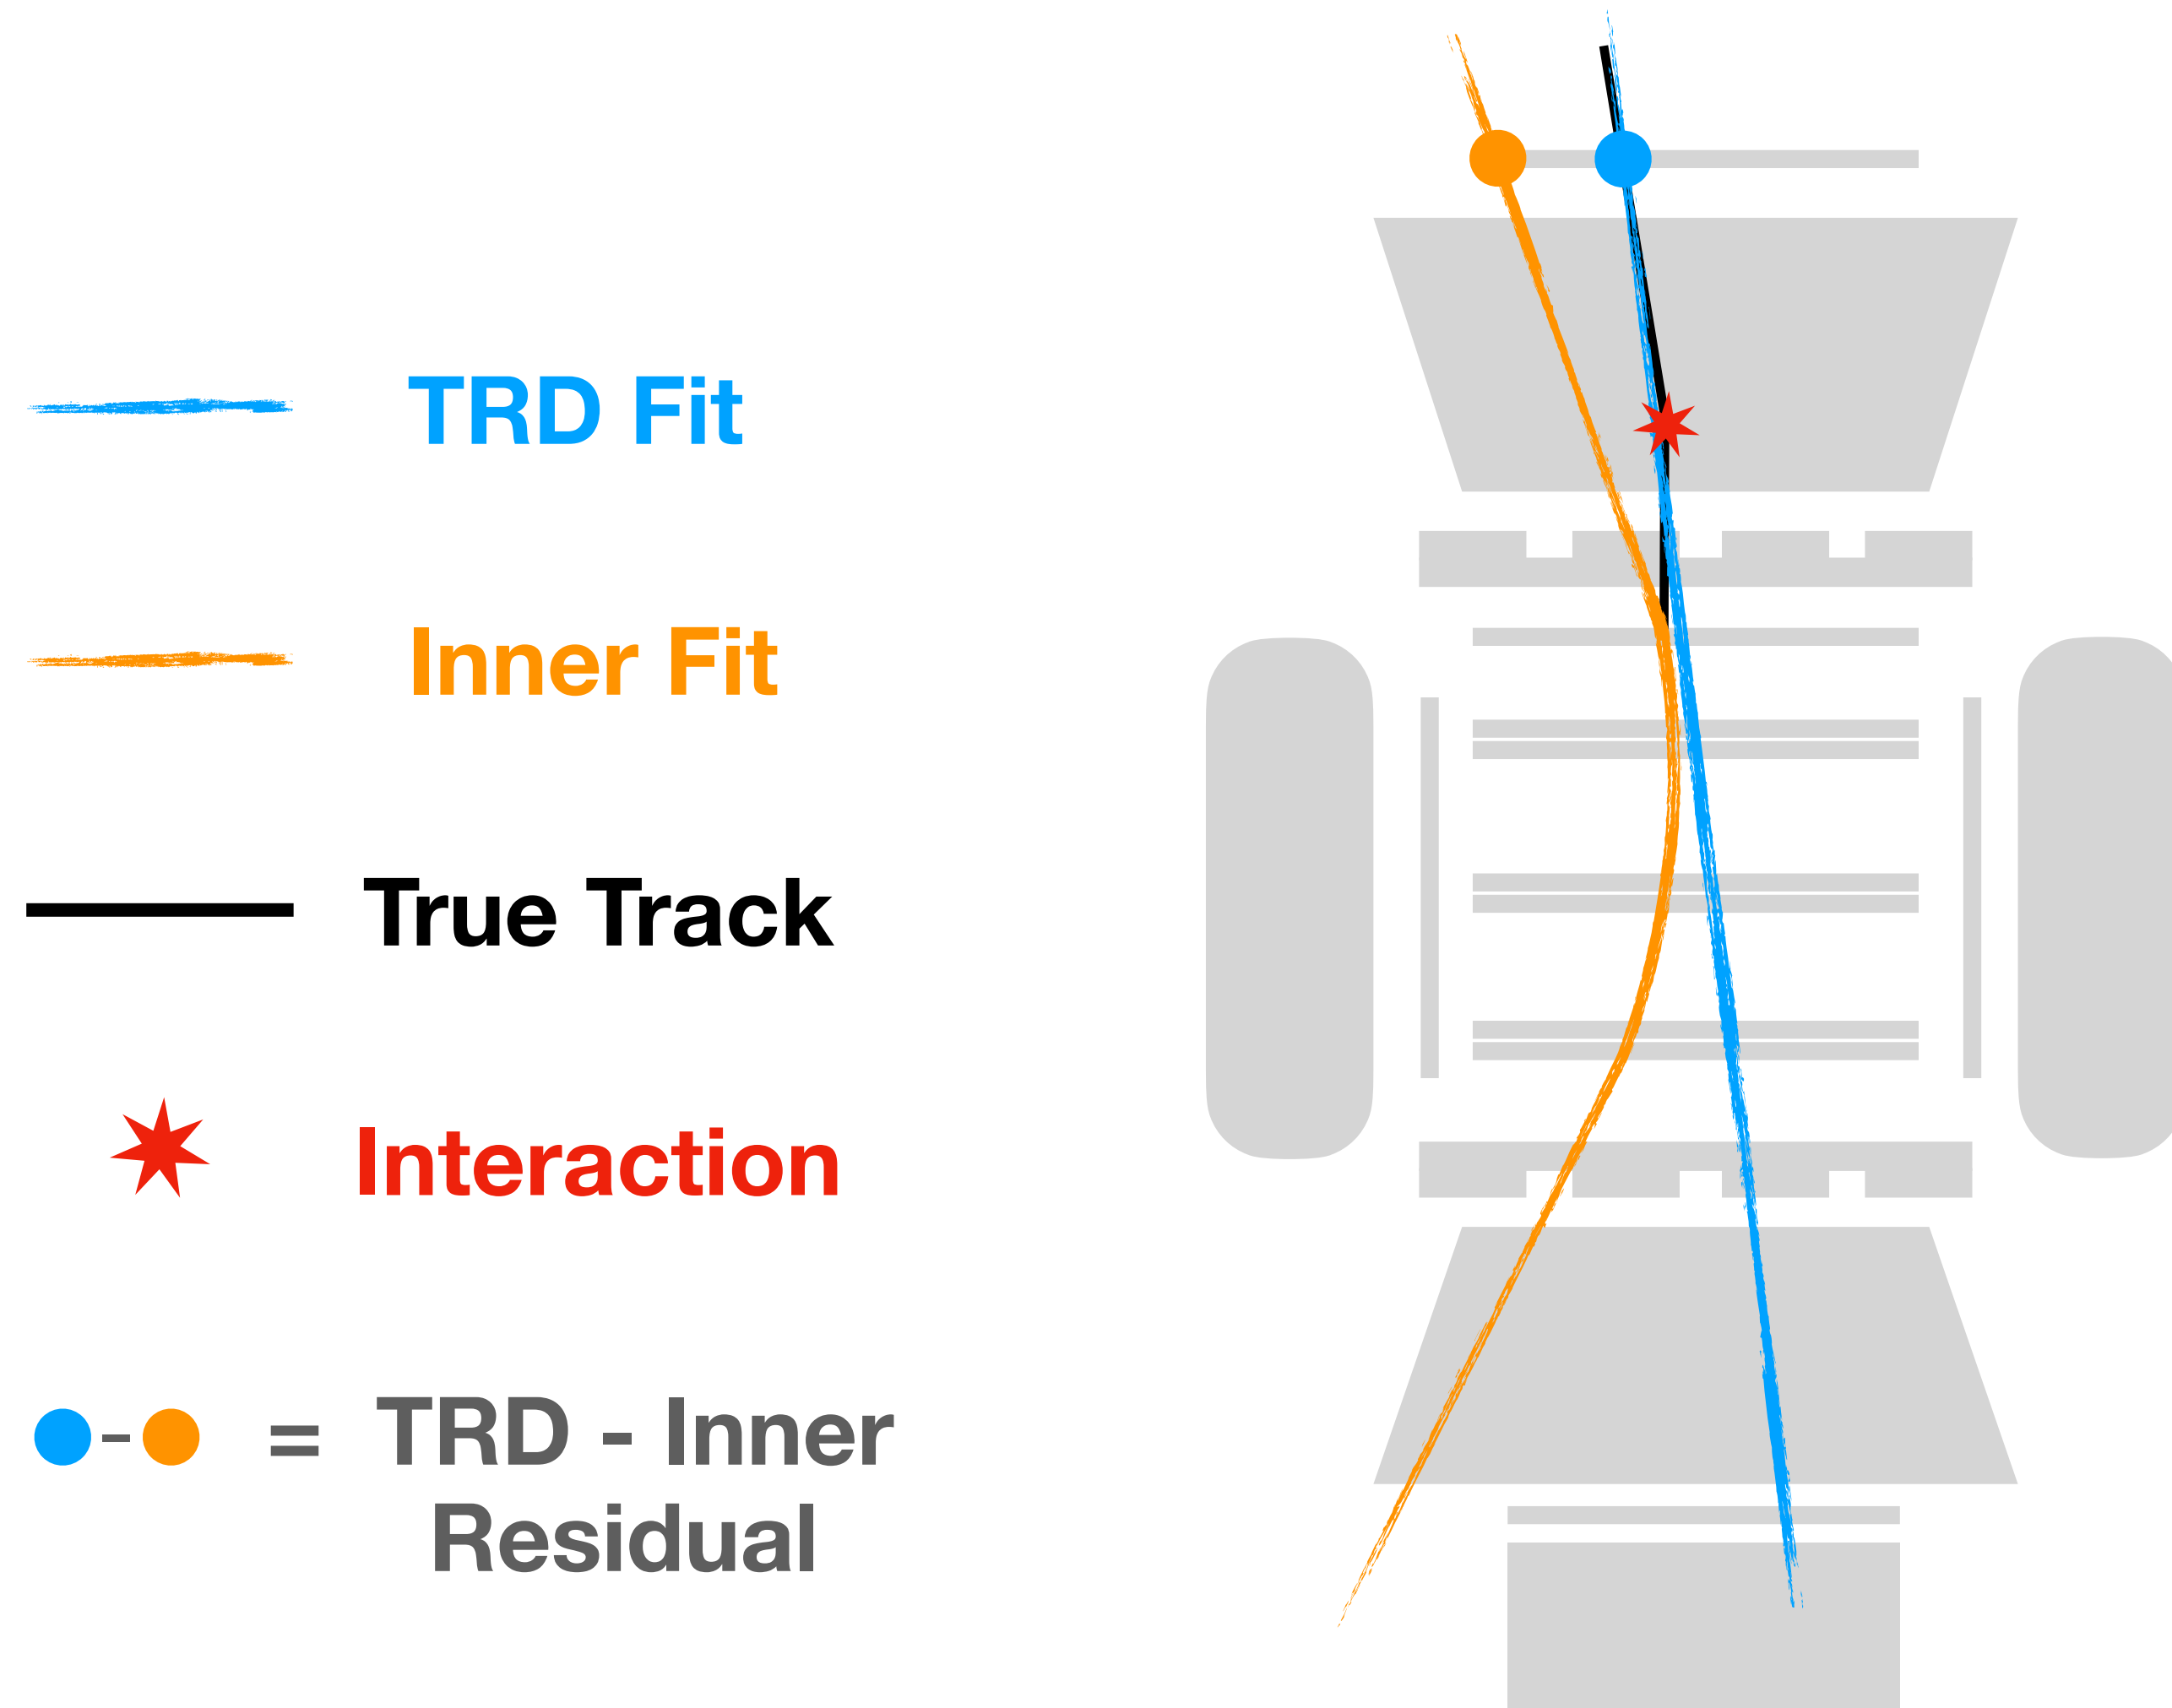 TRD Fit
Inner Fit
True Track
Interaction
- = TRD - Inner
Residual